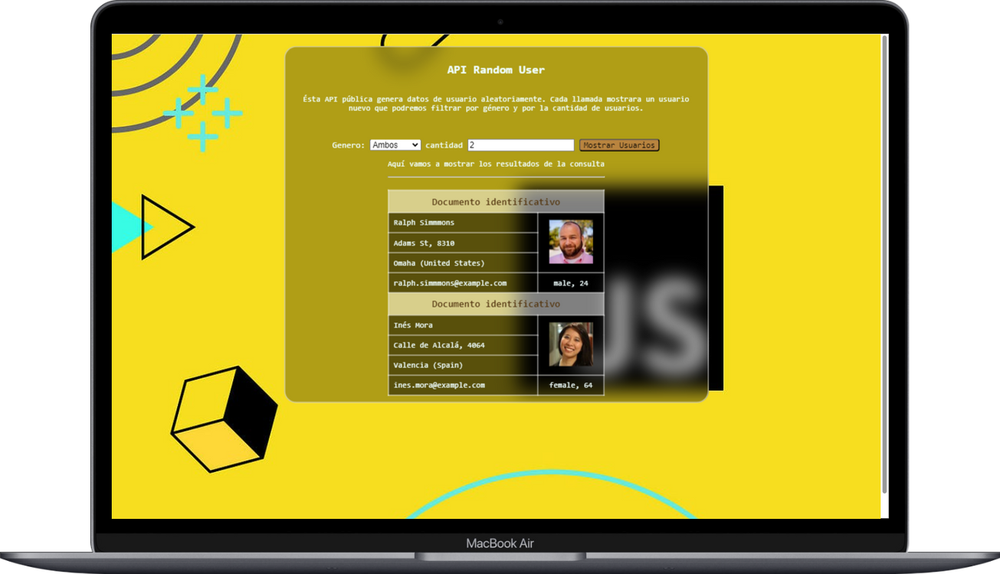 API Random User
Ésta API pública genera datos de usuario aleatoriamente. Cada llamada mostrara un usuario
nuevo que podremos filtrar por género y por la cantidad de usuarios.
Genero: Ambos cantidad 2 Mostrar Usuarios
Aquí vamos a mostrar los resultados de la consulta
Documento identificativo
Ralph Simmmons
Adams St, 8310
Omaha (United States)
ralph.simmmons@example.com male, 24
Documento identificativo
Inés Mora
Calle de Alcalá, 4064
Valencia (Spain)
ines.mora@example.com female, 64
JS
MacBook Air